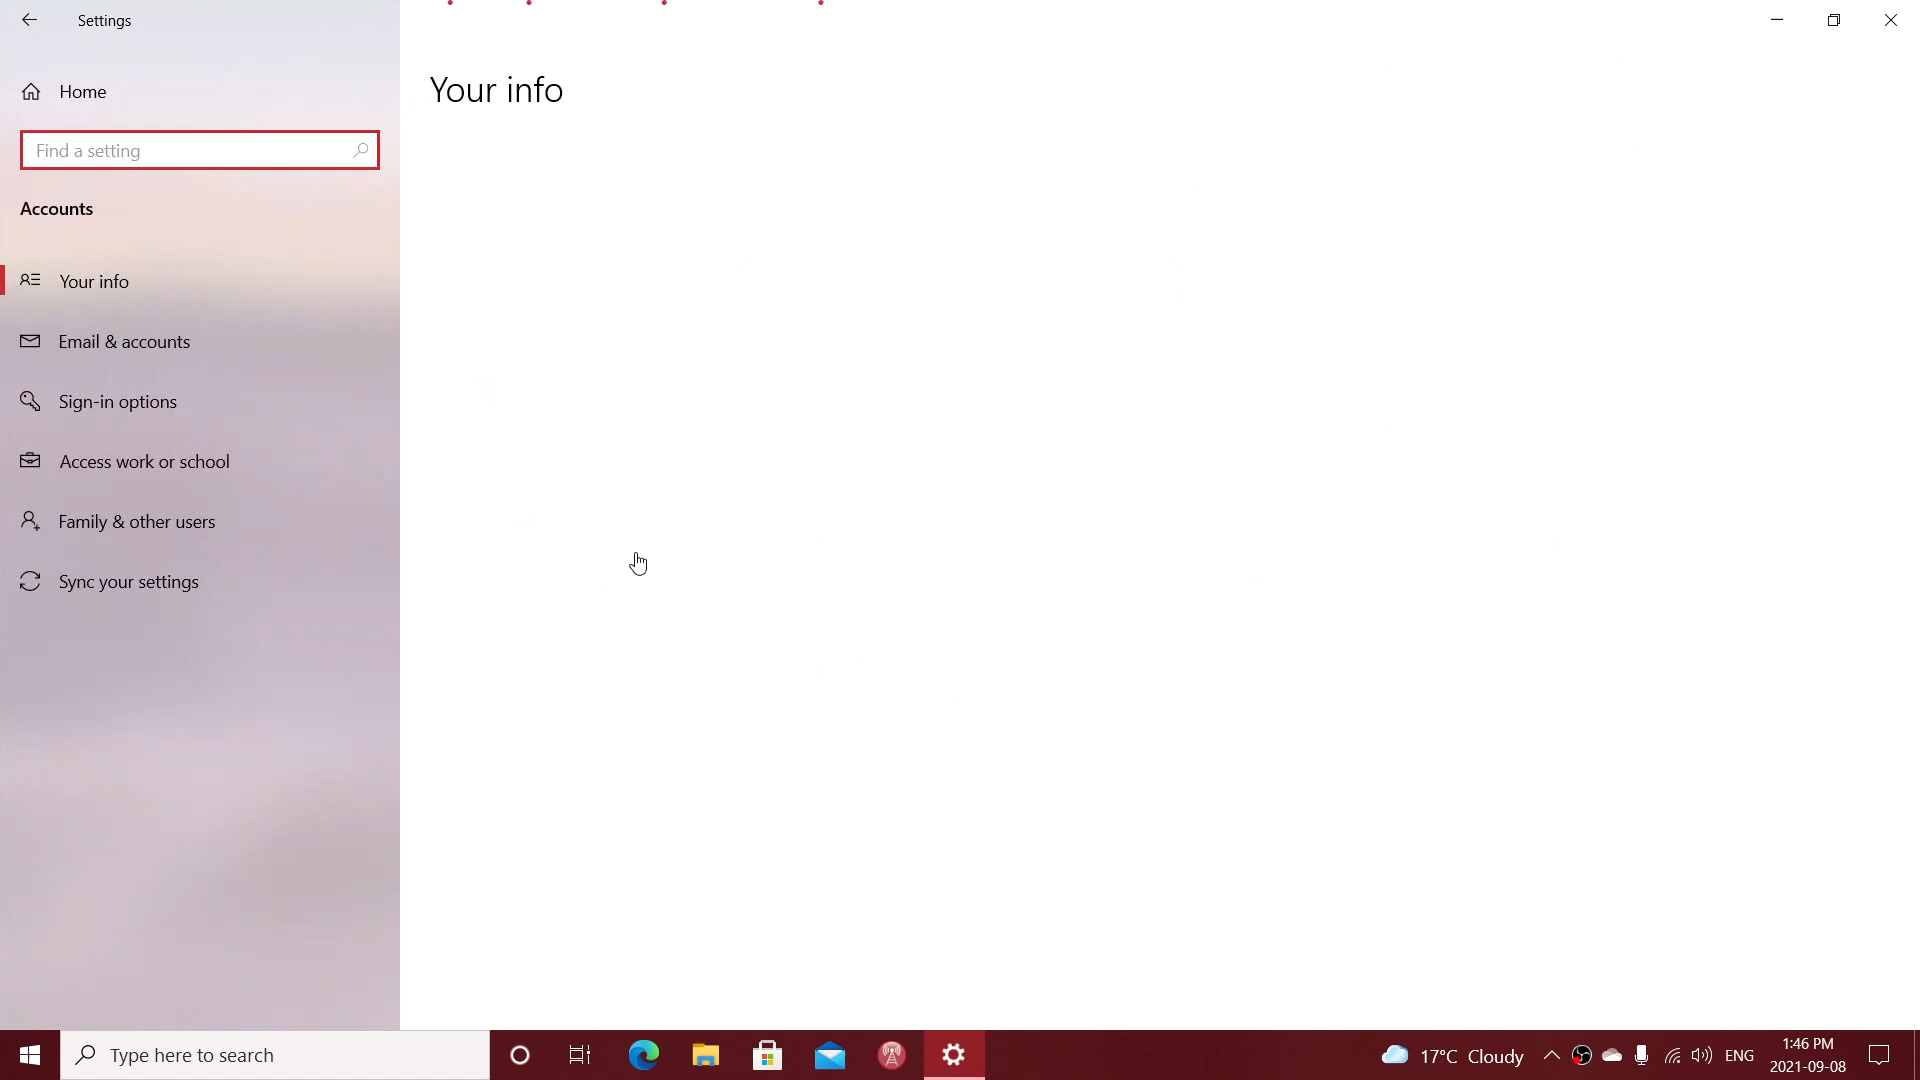 Settings
Home
Find a setting
Accounts
Your info
Email & accounts
Sign-in options
Access work or school
Family & other users
Sync your settings
Your info
Type here to search
17°C Cloudy
ENG
1:46 PM
2021-09-08